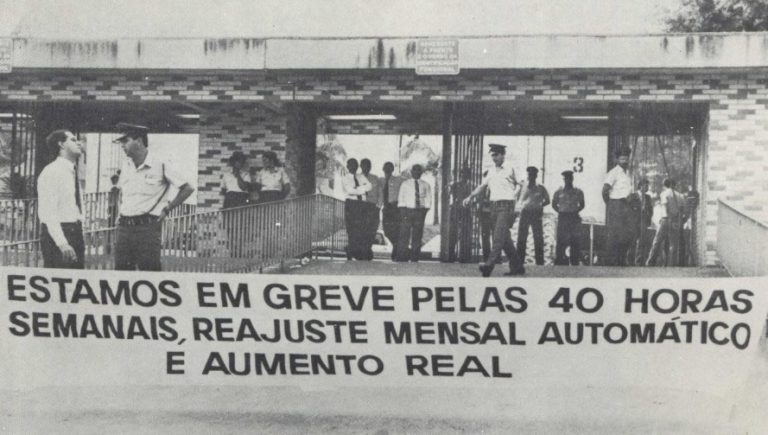 3
ESTAMOS EM GREVE PELAS 40 HORAS
SEMANAIS, REAJUSTE MENSAL AUTOMÁTICO
E AUMENTO REAL